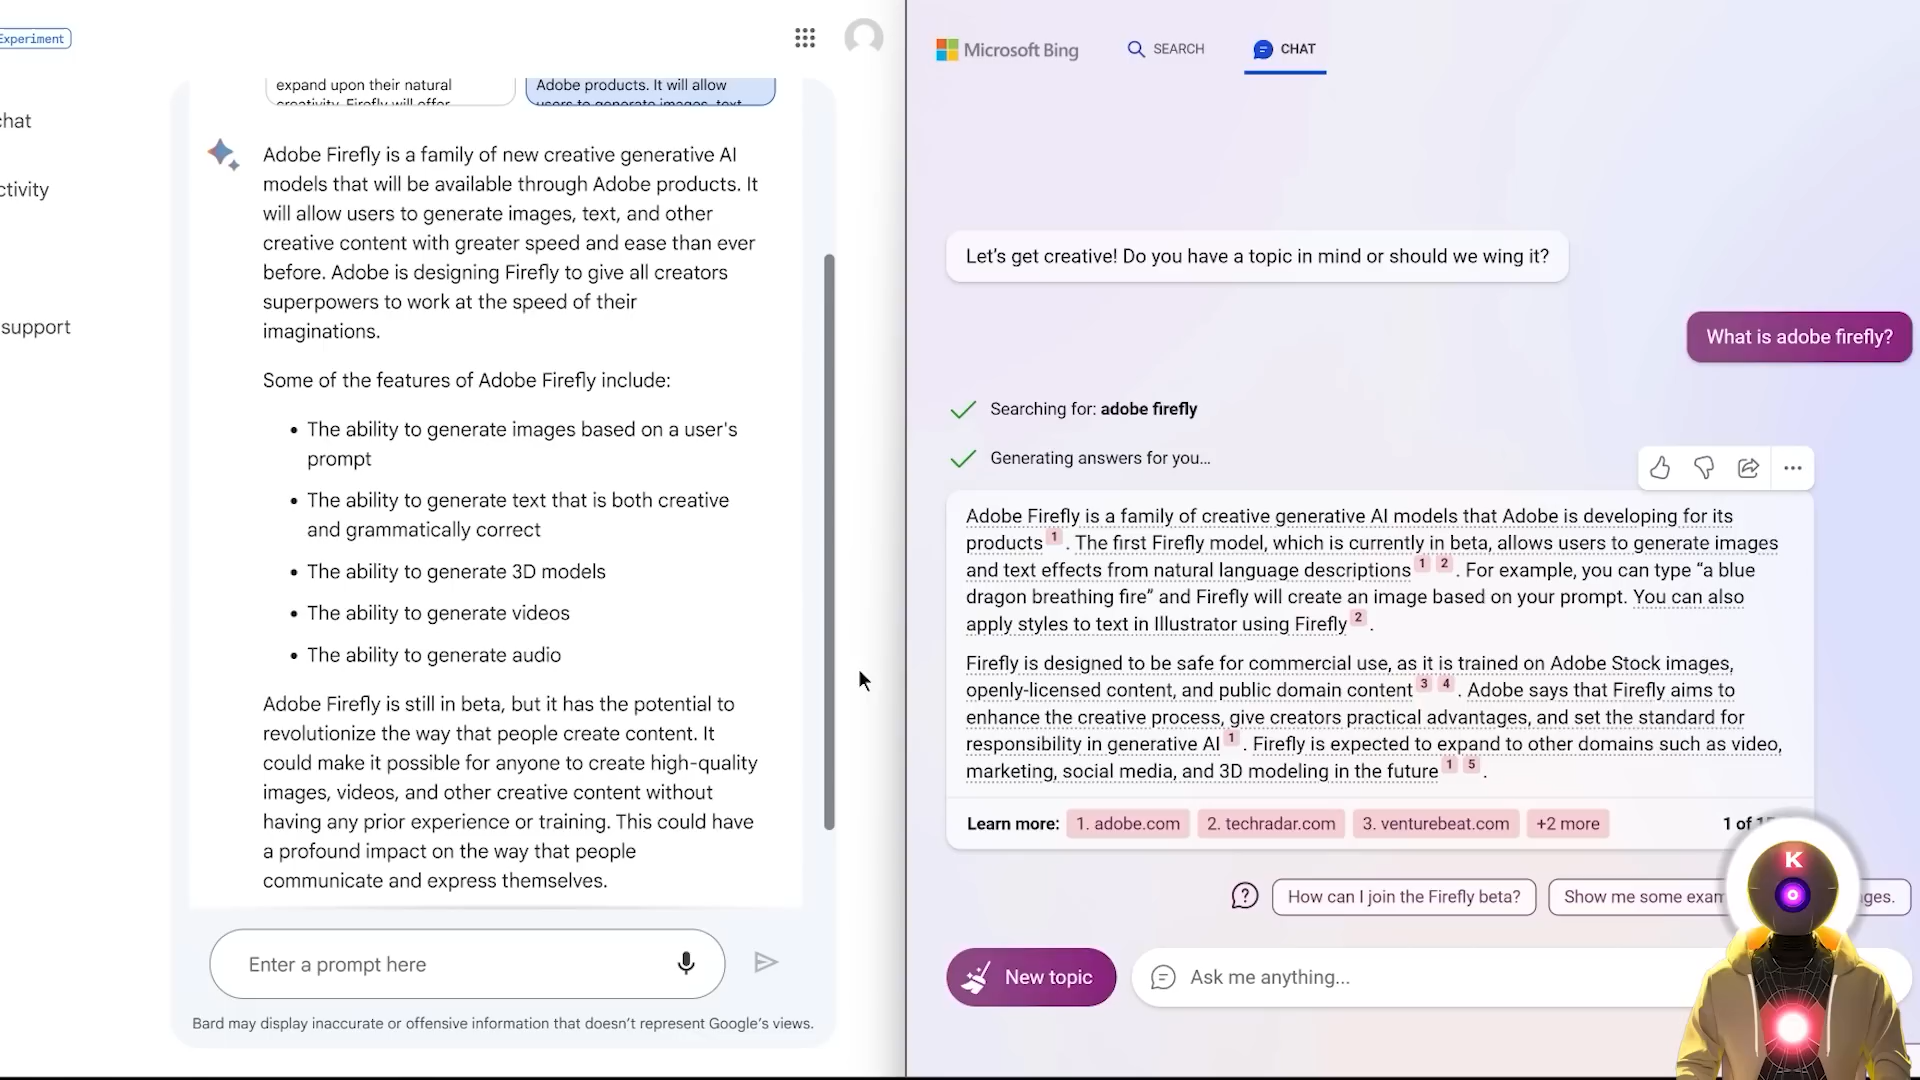 Experiment
chat
ctivity
support
expand upon their natural
creativity. Firefly will offer
Adobe products. It will allow
users to generate images, text,
Adobe Firefly is a family of new creative generative AI
models that will be available through Adobe products. It
will allow users to generate images, text, and other
creative content with greater speed and ease than ever
before. Adobe is designing Firefly to give all creators
superpowers to work at the speed of their
imaginations.
Some of the features of Adobe Firefly include:
• The ability to generate images based on a user's
prompt
• The ability to generate text that is both creative
and grammatically correct
• The ability to generate 3D models
• The ability to generate videos
• The ability to generate audio
Adobe Firefly is still in beta, but it has the potential to
revolutionize the way that people create content. It
could make it possible for anyone to create high-quality
images, videos, and other creative content without
having any prior experience or training. This could have
a profound impact on the way that people
communicate and express themselves.
Enter a prompt here
Bard may display inaccurate or offensive information that doesn't represent Google's views.
Microsoft Bing
SEARCH
CHAT
Let's get creative! Do you have a topic in mind or should we wing it?
What is adobe firefly?
Searching for: adobe firefly
Generating answers for you...
Adobe Firefly is a family of creative generative AI models that Adobe is developing for its
products 1 . The first Firefly model, which is currently in beta, allows users to generate images
and text effects from natural language descriptions 1 2 . For example, you can type “a blue
dragon breathing fire” and Firefly will create an image based on your prompt. You can also
apply styles to text in Illustrator using Firefly 2 .
Firefly is designed to be safe for commercial use, as it is trained on Adobe Stock images,
openly-licensed content, and public domain content 3 4 . Adobe says that Firefly aims to
enhance the creative process, give creators practical advantages, and set the standard for
responsibility in generative AI 1 . Firefly is expected to expand to other domains such as video,
marketing, social media, and 3D modeling in the future 1 5 .
Learn more: 1. adobe.com 2. techradar.com 3. venturebeat.com +2 more 1 of
How can I join the Firefly beta?
Show me some exam ges.
New topic
Ask me anything...
K